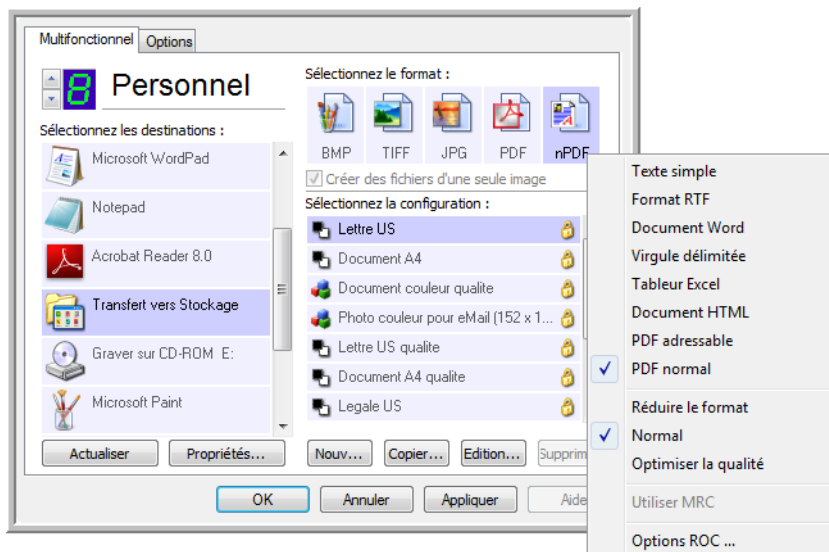 Multifonctionnel
Options
8
Personnel
Sélectionnez les destinations :
Microsoft WordPad
Notepad
Acrobat Reader 8.0
Transfert vers Stockage
Graver sur CD-ROM E:
Microsoft Paint
Actualiser
Propriétés...
Sélectionnez le format :
BMP
TIFF
JPG
PDF
nPDF
Créer des fichiers d'une seule image
Sélectionnez la configuration :
Lettre US
Document A4
Document couleur qualite
Photo couleur pour eMail (152 x 1...
Lettre US qualite
Document A4 qualite
Legale US
Nouv...
Copier...
Edition...
Supprim
OK
Annuler
Appliquer
Aide
Texte simple
Format RTF
Document Word
Virgule délimitée
Tableur Excel
Document HTML
PDF adressable
PDF normal
Réduire le format
Normal
Optimiser la qualité
Utiliser MRC
Options ROC ...